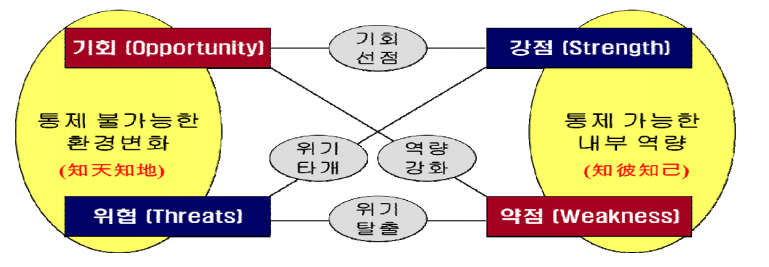 기회 (Opportunity)
기회
선점
강점 (Strength)
통제 불가능한
환경변화
(知天知地)
위기
타개
역량
강화
통제 가능한
내부 역량
(知彼知己)
위협 (Threats)
위기
탈출
약점 (Weakness)